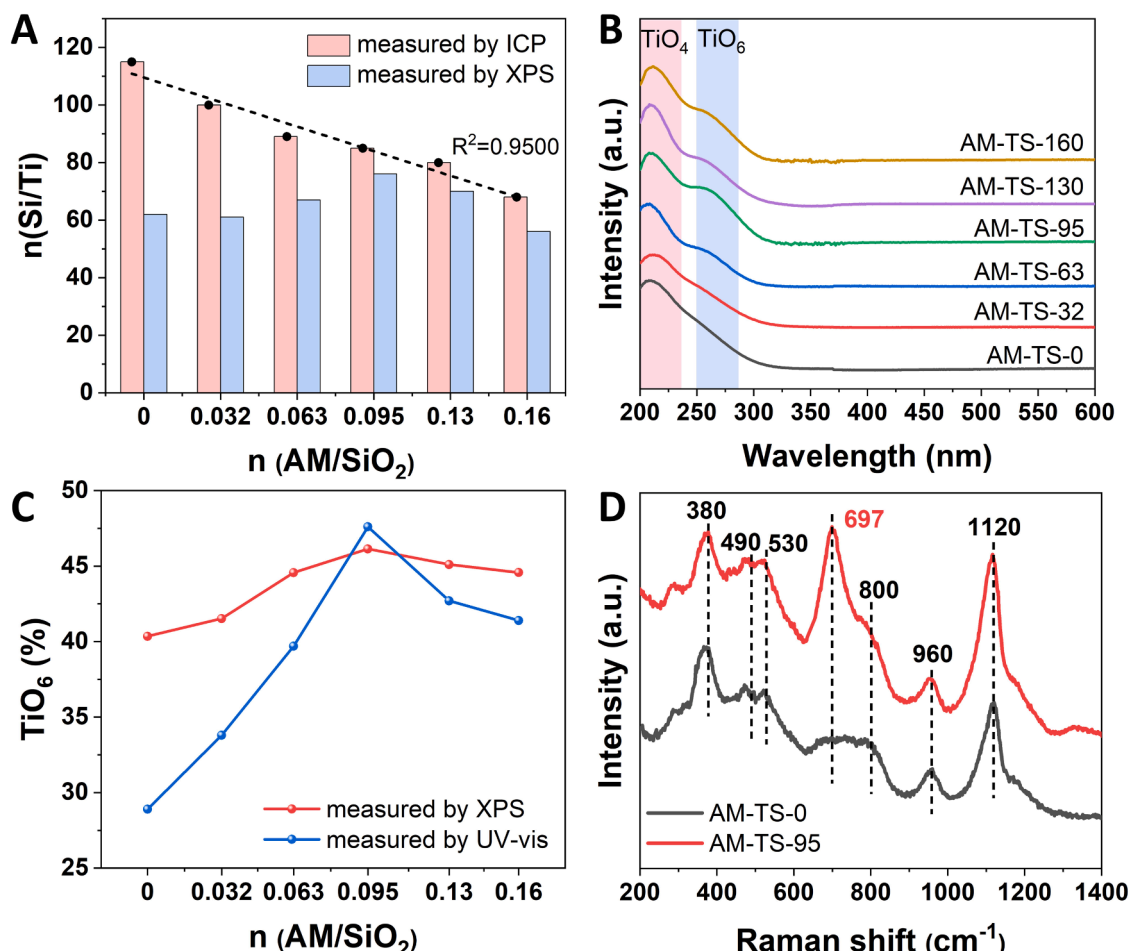 A
measured by ICP
measured by XPS
R²=0.9500
n(Si/Ti)
120
100
80
60
40
20
0
0 0.032 0.063 0.095 0.13 0.16
n (AM/SiO₂)
B
TiO₄ TiO₆
AM-TS-160
AM-TS-130
AM-TS-95
AM-TS-63
AM-TS-32
AM-TS-0
Intensity (a.u.)
200 250 300 350 400 450 500 550 600
Wavelength (nm)
C
TiO₆ (%)
50
45
40
35
30
25
measured by XPS
measured by UV-vis
0 0.032 0.063 0.095 0.13 0.16
n (AM/SiO₂)
D
380
490 530
697
800
960
1120
Intensity (a.u.)
AM-TS-0
AM-TS-95
200 400 600 800 1000 1200 1400
Raman shift (cm⁻¹)